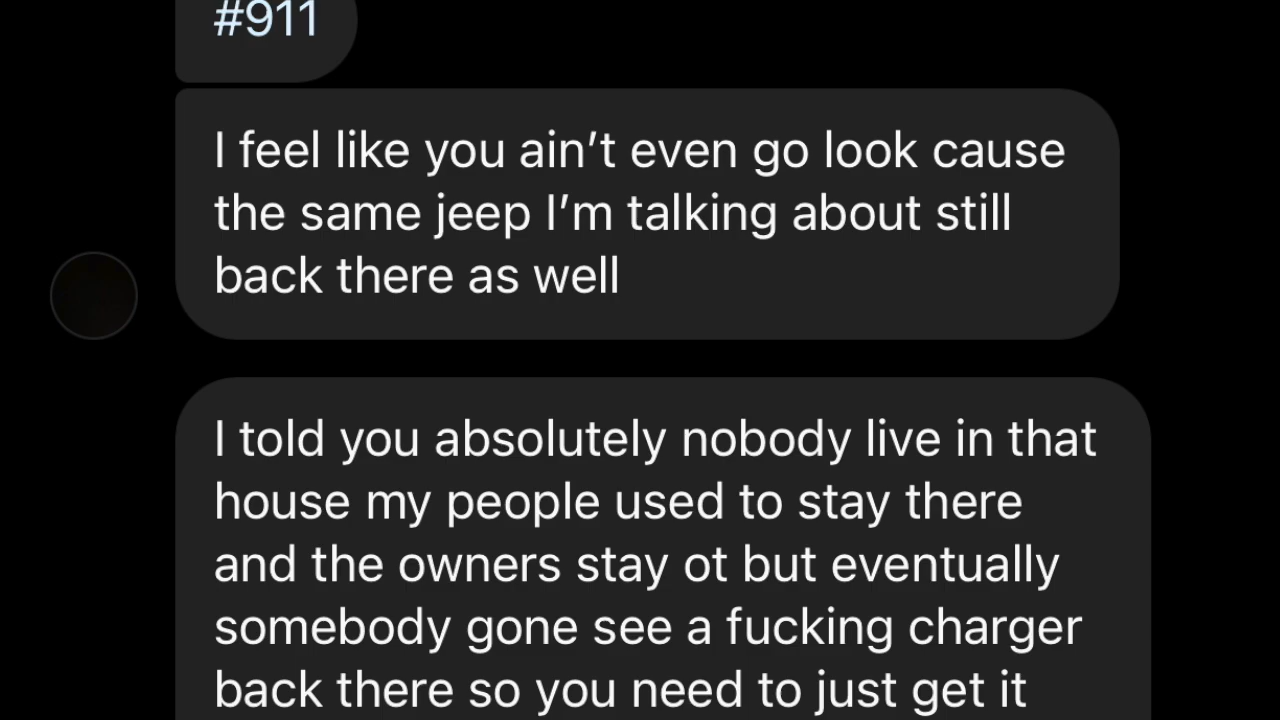 #911
I feel like you ain’t even go look cause
the same jeep I’m talking about still
back there as well
I told you absolutely nobody live in that
house my people used to stay there
and the owners stay ot but eventually
somebody gone see a fucking charger
back there so you need to just get it